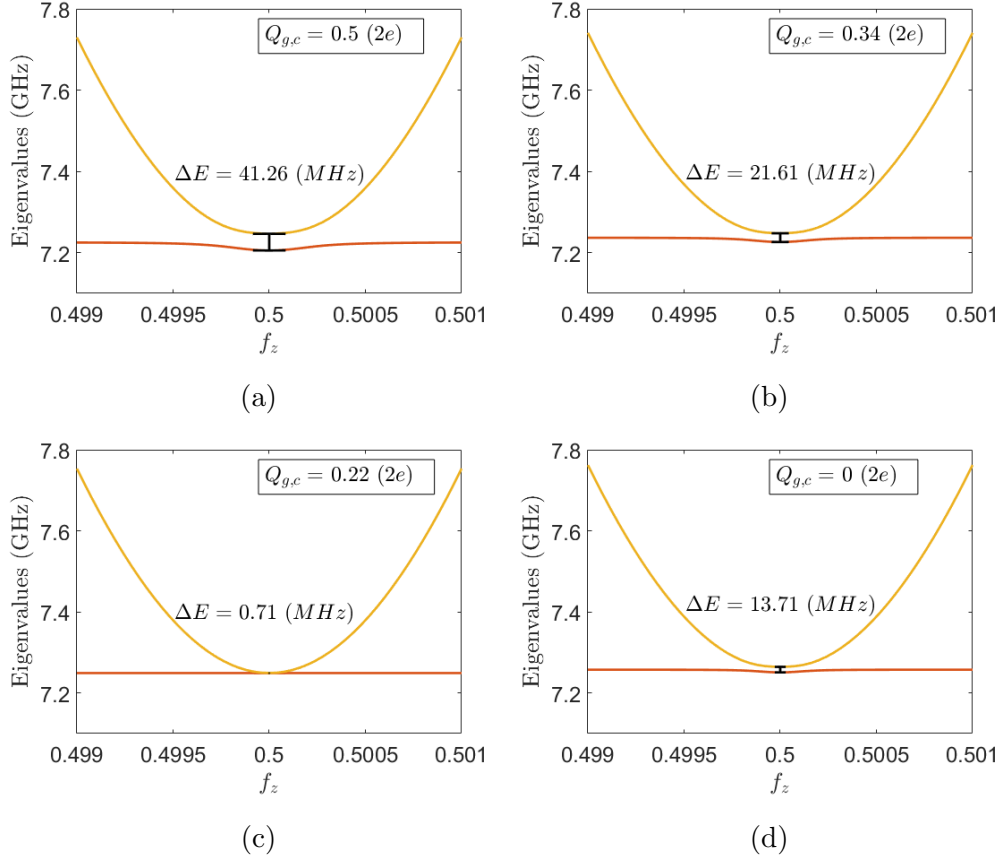 7.8
7.6
7.4
7.2
Eigenvalues (GHz)
Q_{g,c} = 0.5 (2e)
ΔE = 41.26 (MHz)
0.499 0.4995 0.5 0.5005 0.501
f_z
(a)
7.8
7.6
7.4
7.2
Eigenvalues (GHz)
Q_{g,c} = 0.34 (2e)
ΔE = 21.61 (MHz)
0.499 0.4995 0.5 0.5005 0.501
f_z
(b)
7.8
7.6
7.4
7.2
Eigenvalues (GHz)
Q_{g,c} = 0.22 (2e)
ΔE = 0.71 (MHz)
0.499 0.4995 0.5 0.5005 0.501
f_z
(c)
7.8
7.6
7.4
7.2
Eigenvalues (GHz)
Q_{g,c} = 0 (2e)
ΔE = 13.71 (MHz)
0.499 0.4995 0.5 0.5005 0.501
f_z
(d)